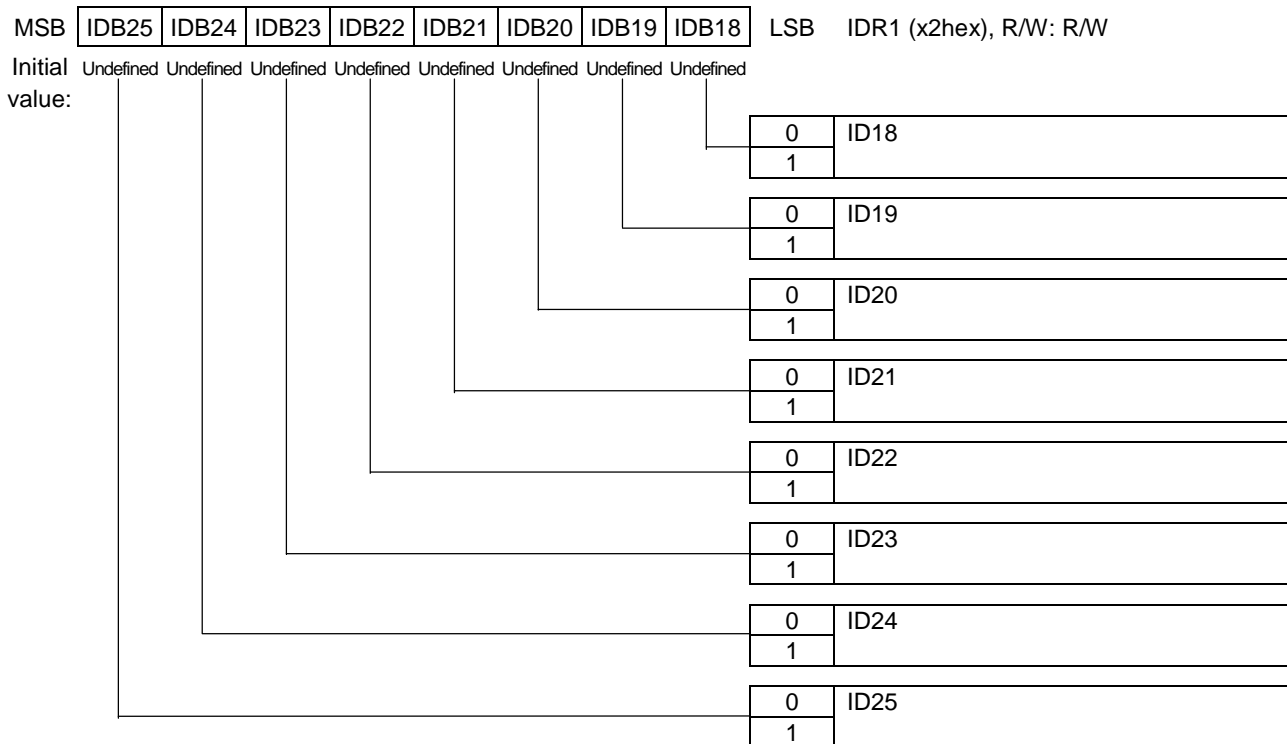 MSB IDB25 IDB24 IDB23 IDB22 IDB21 IDB20 IDB19 IDB18 LSB IDR1 (x2hex), R/W: R/W
Initial value: Undefined Undefined Undefined Undefined Undefined Undefined Undefined Undefined
0 ID18
1
0 ID19
1
0 ID20
1
0 ID21
1
0 ID22
1
0 ID23
1
0 ID24
1
0 ID25
1